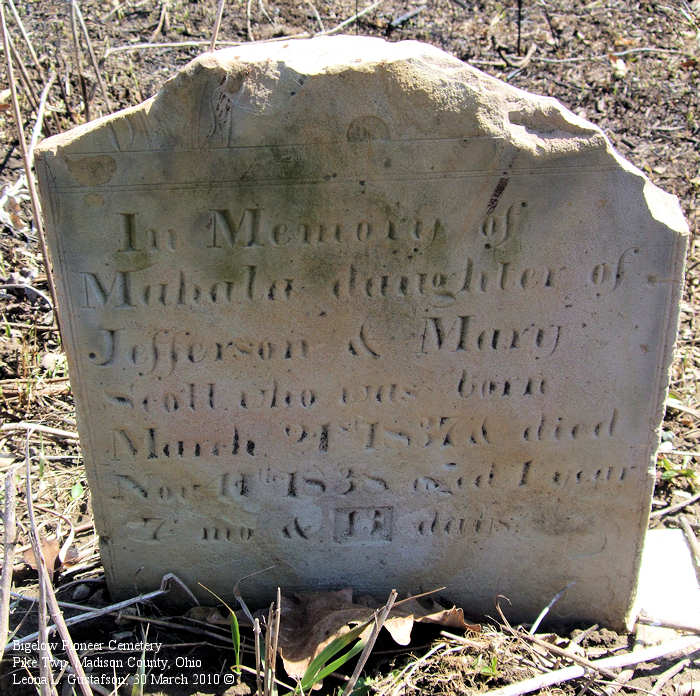 In Memory of
Mahala daughter of
Jefferson & Mary
Scott who was born
March 21st 1837 & died
Nov 14th 1838 aged 1 year
7 mo & 13 days
Bigelow Pioneer Cemetery
Pike Twp, Madison County, Ohio
Leona L. Gustafson, 30 March 2010 ©